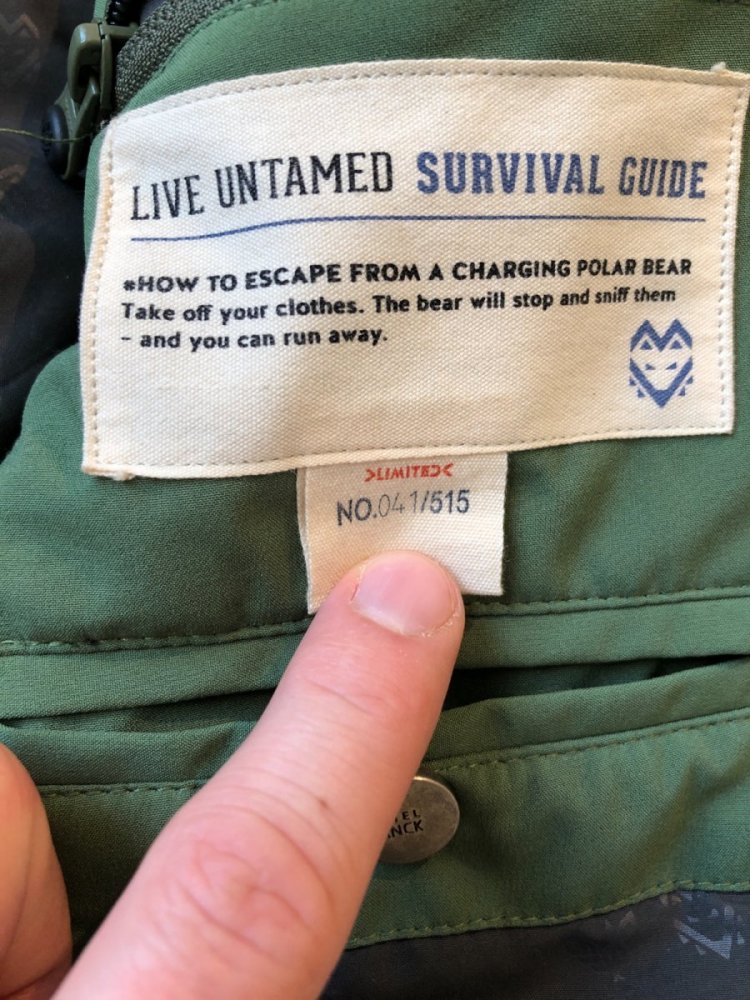 LIVE UNTAMED SURVIVAL GUIDE
*HOW TO ESCAPE FROM A CHARGING POLAR BEAR
Take off your clothes. The bear will stop and sniff them
- and you can run away.
>LIMITED<
NO.041/515